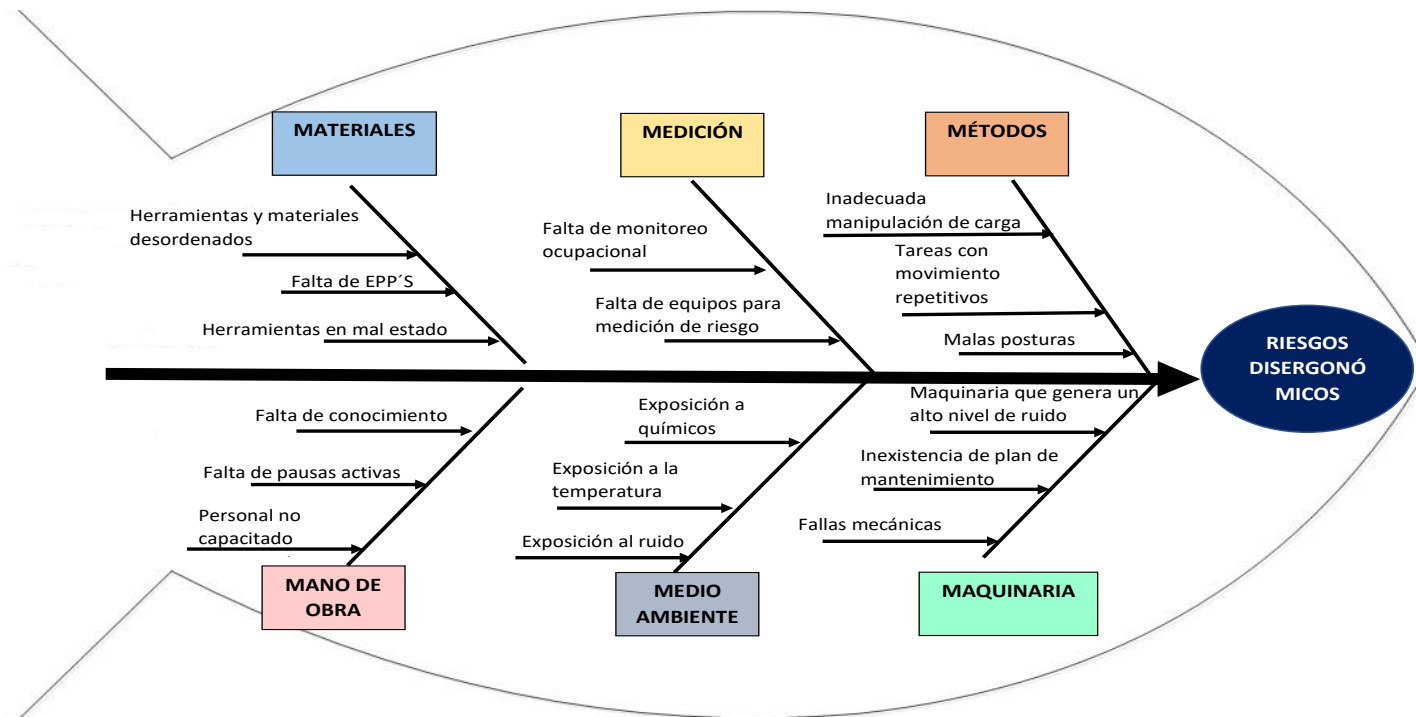 MATERIALES
MEDICIÓN
MÉTODOS
Herramientas y materiales
desordenados
Falta de EPP´S
Herramientas en mal estado
Falta de monitoreo
ocupacional
Falta de equipos para
medición de riesgo
Inadecuada
manipulación de carga
Tareas con
movimiento
repetitivos
Malas posturas
RIESGOS
DISERGONÓ
MICOS
Falta de conocimiento
Falta de pausas activas
Personal no
capacitado
Exposición a
químicos
Exposición a la
temperatura
Exposición al ruido
Maquinaria que genera un
alto nivel de ruido
Inexistencia de plan de
mantenimiento
Fallas mecánicas
MANO DE
OBRA
MEDIO
AMBIENTE
MAQUINARIA